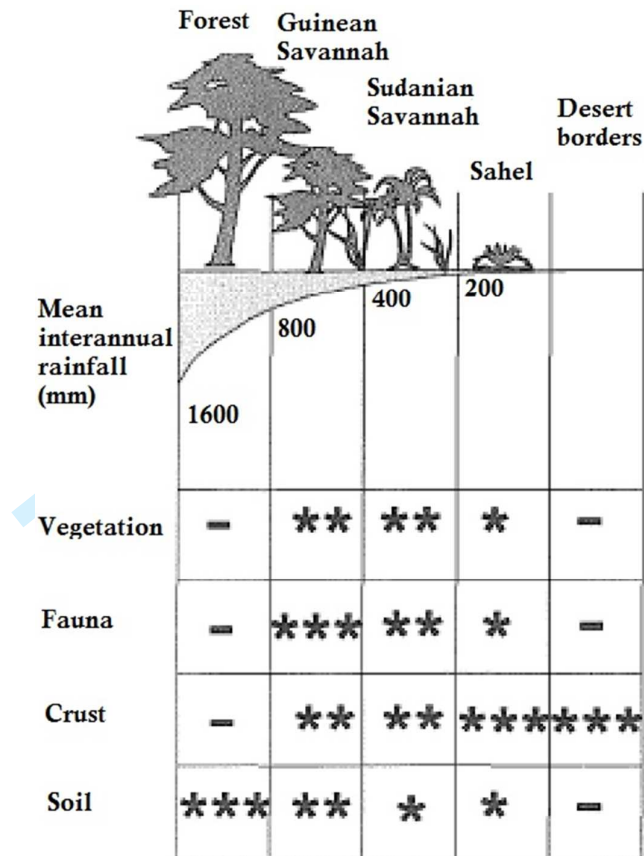 Forest
Guinean
Savannah
Sudanian
Savannah
Desert
borders
Sahel
Mean
interannual
rainfall
(mm)
1600
800
400
200
Vegetation - ** ** * -
Fauna - *** ** * -
Crust - ** ** *** ***
Soil *** ** * * -